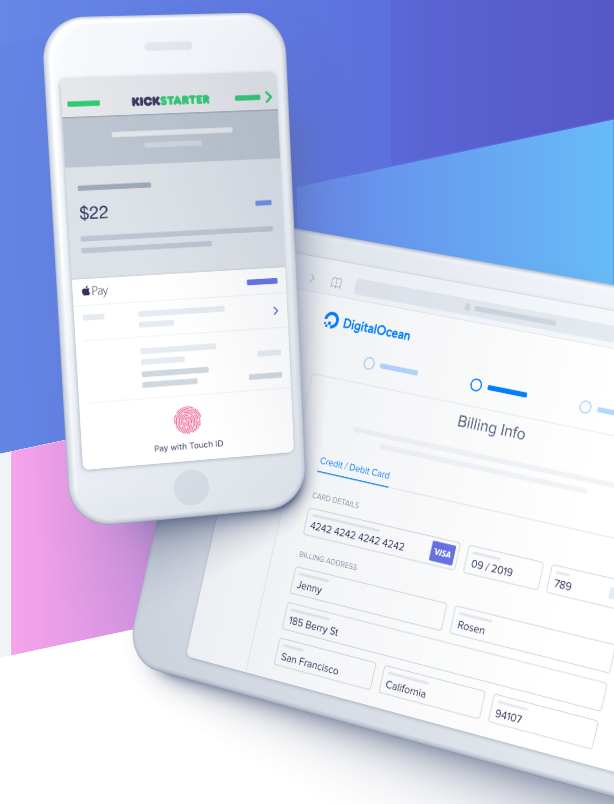 KICKSTARTER
$22
Pay
Pay with Touch ID
DigitalOcean
Billing Info
Credit / Debit Card
CARD DETAILS
4242 4242 4242 4242 VISA 09 / 2019 789
BILLING ADDRESS
Jenny Rosen
185 Berry St
San Francisco California 94107